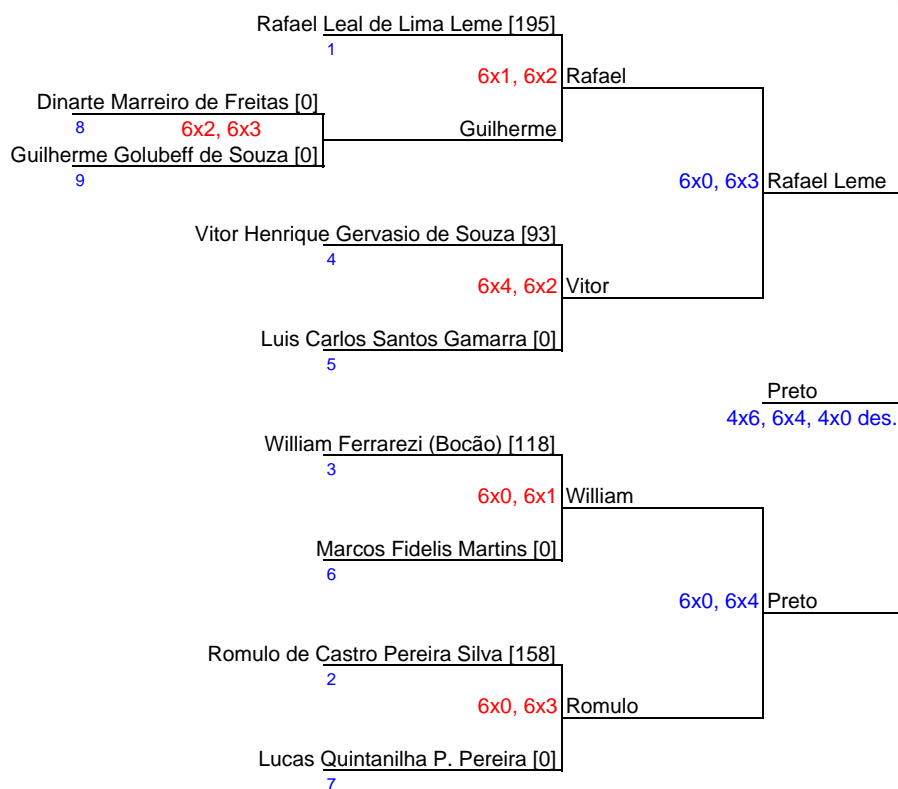 Rafael Leal de Lima Leme [195]
1
6x1, 6x2 Rafael
Dinarte Marreiro de Freitas [0]
8 6x2, 6x3
Guilherme
Guilherme Golubeff de Souza [0]
9
6x0, 6x3 Rafael Leme
Vitor Henrique Gervasio de Souza [93]
4
6x4, 6x2 Vitor
Luis Carlos Santos Gamarra [0]
5
Preto
4x6, 6x4, 4x0 des.
William Ferrarezi (Bocão) [118]
3
6x0, 6x1 William
Marcos Fidelis Martins [0]
6
6x0, 6x4 Preto
Romulo de Castro Pereira Silva [158]
2
6x0, 6x3 Romulo
Lucas Quintanilha P. Pereira [0]
7